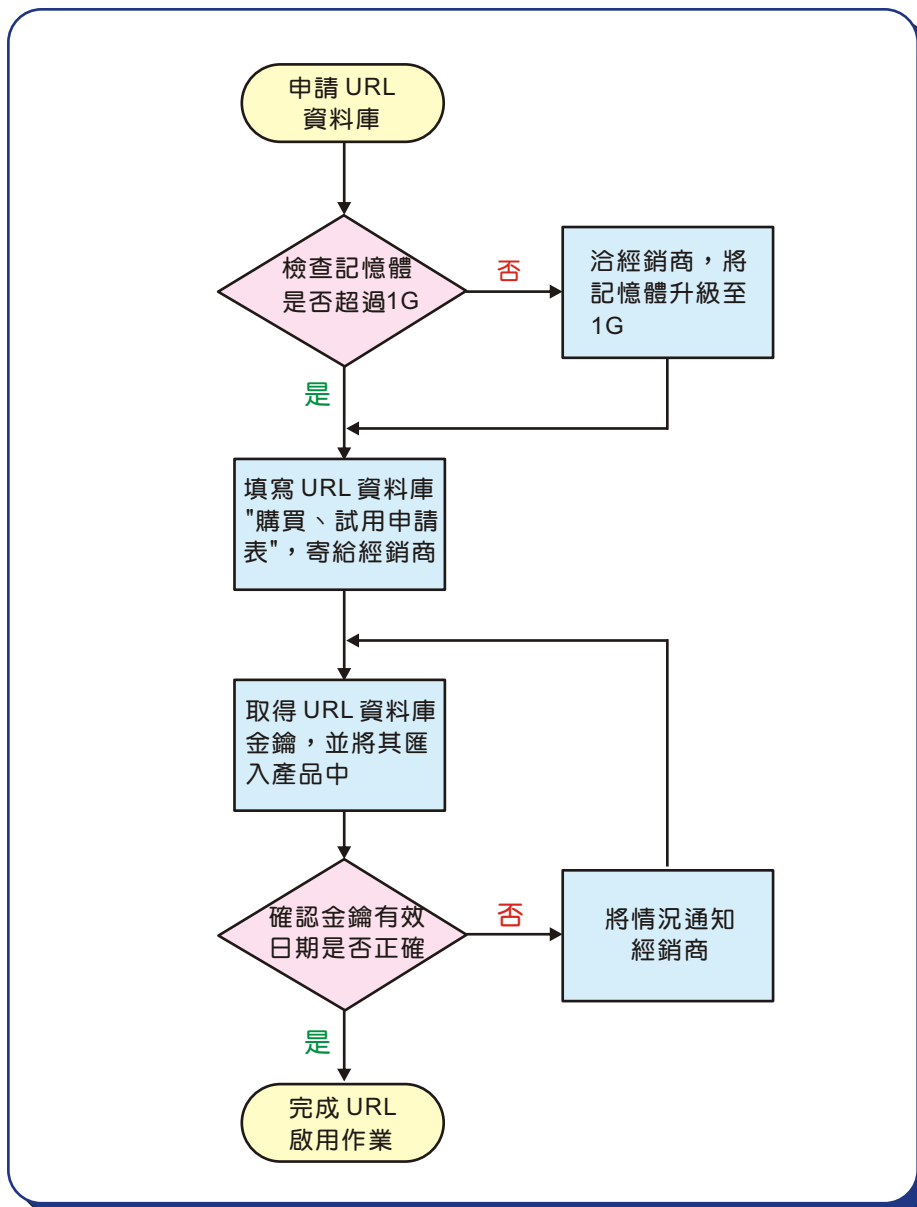 申請 URL
資料庫
檢查記憶體
是否超過1G
否
洽經銷商，將
記憶體升級至
1G
是
填寫 URL 資料庫
"購買、試用申請
表"，寄給經銷商
取得 URL 資料庫
金鑰，並將其匯
入產品中
確認金鑰有效
日期是否正確
否
將情況通知
經銷商
是
完成 URL
啟用作業